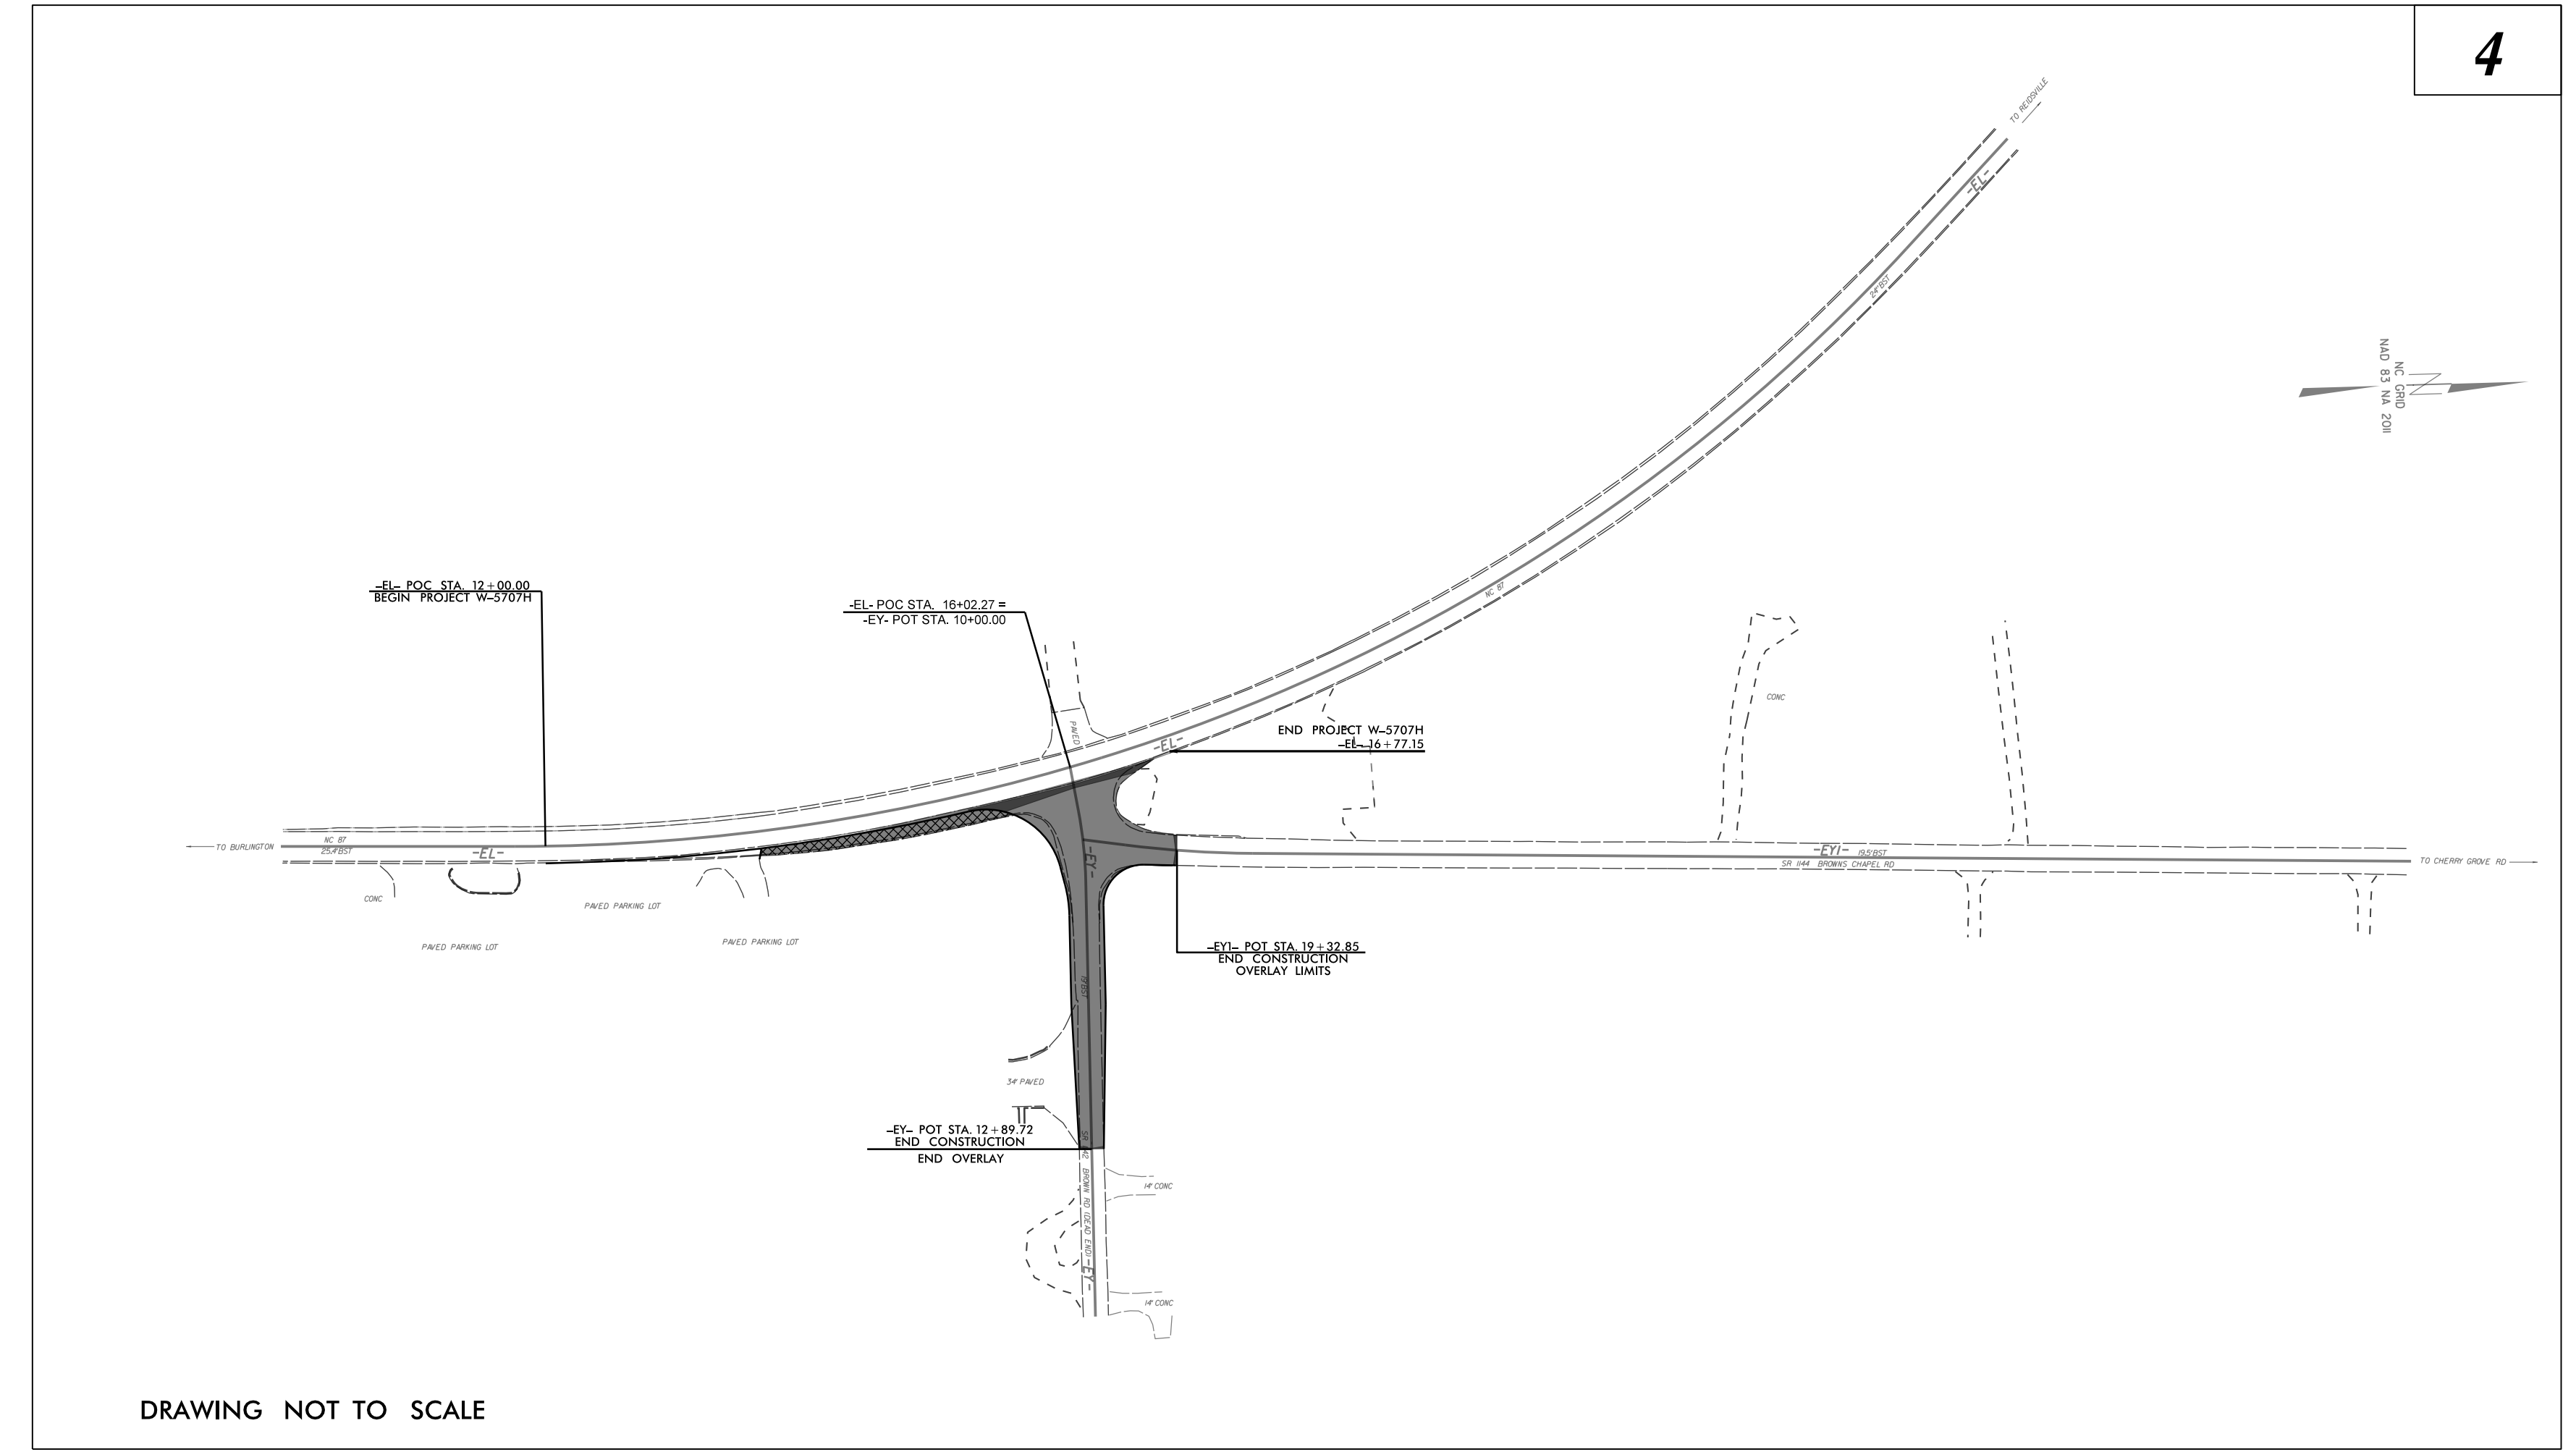 4
TO REIDSVILLE
-EL-
24' BST
NC GRID
NAD 83 NA 2011
-EL- POC STA. 12+00.00
BEGIN PROJECT W-5707H
-EL- POC STA. 16+02.27 =
-EY- POT STA. 10+00.00
NC 87
CONC
PAVED
END PROJECT W-5707H
-EL- 16+77.15
-EL-
TO BURLINGTON
NC 87
25.4' BST
-EL-
-EY-
-EY1-
19.5' BST
SR 1144 BROWNS CHAPEL RD
TO CHERRY GROVE RD
CONC
PAVED PARKING LOT
PAVED PARKING LOT
PAVED PARKING LOT
-EY1- POT STA. 19+32.85
END CONSTRUCTION
OVERLAY LIMITS
19' BST
34' PAVED
-EY- POT STA. 12+89.72
END CONSTRUCTION
END OVERLAY
BROWN RD (DEAD END)
-EY-
14' CONC
14' CONC
DRAWING NOT TO SCALE